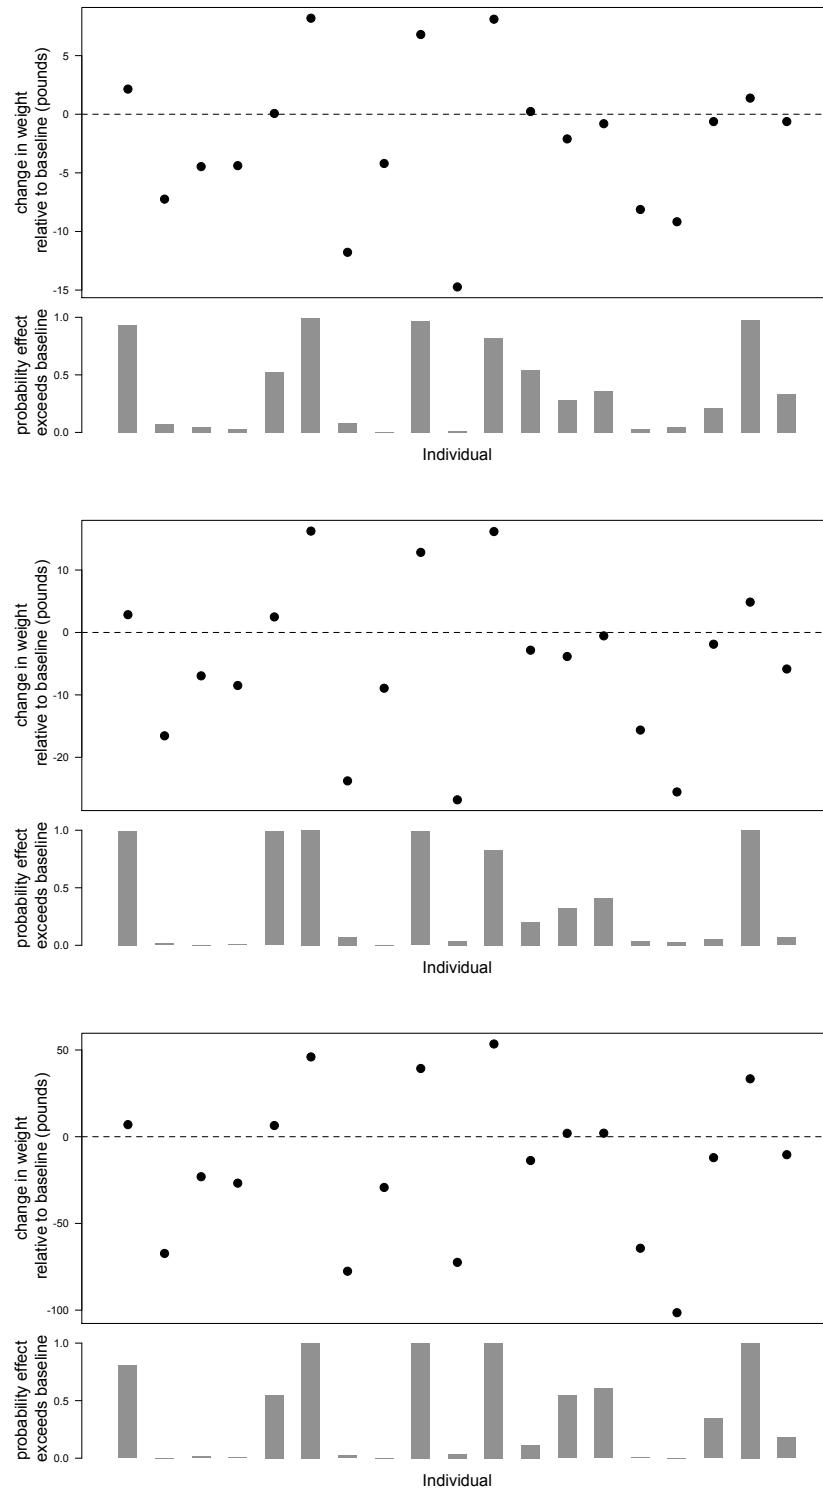 change in weight
relative to baseline (pounds)
5
0
-5
-10
-15
probability effect
exceeds baseline
1.0
0.5
0.0
Individual
change in weight
relative to baseline (pounds)
10
0
-10
-20
probability effect
exceeds baseline
1.0
0.5
0.0
Individual
change in weight
relative to baseline (pounds)
50
0
-50
-100
probability effect
exceeds baseline
1.0
0.5
0.0
Individual